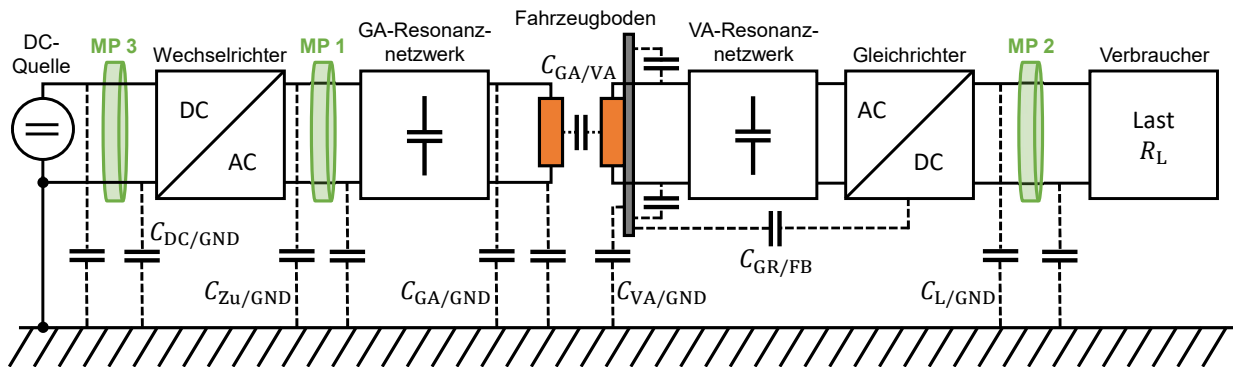 DC-
Quelle
MP 3
Wechselrichter
MP 1
GA-Resonanz-
netzwerk
Fahrzeugboden
VA-Resonanz-
netzwerk
Gleichrichter
MP 2
Verbraucher
C_GA/VA
DC
AC
AC
DC
Last
R_L
C_DC/GND
C_Zu/GND
C_GA/GND
C_VA/GND
C_GR/FB
C_L/GND